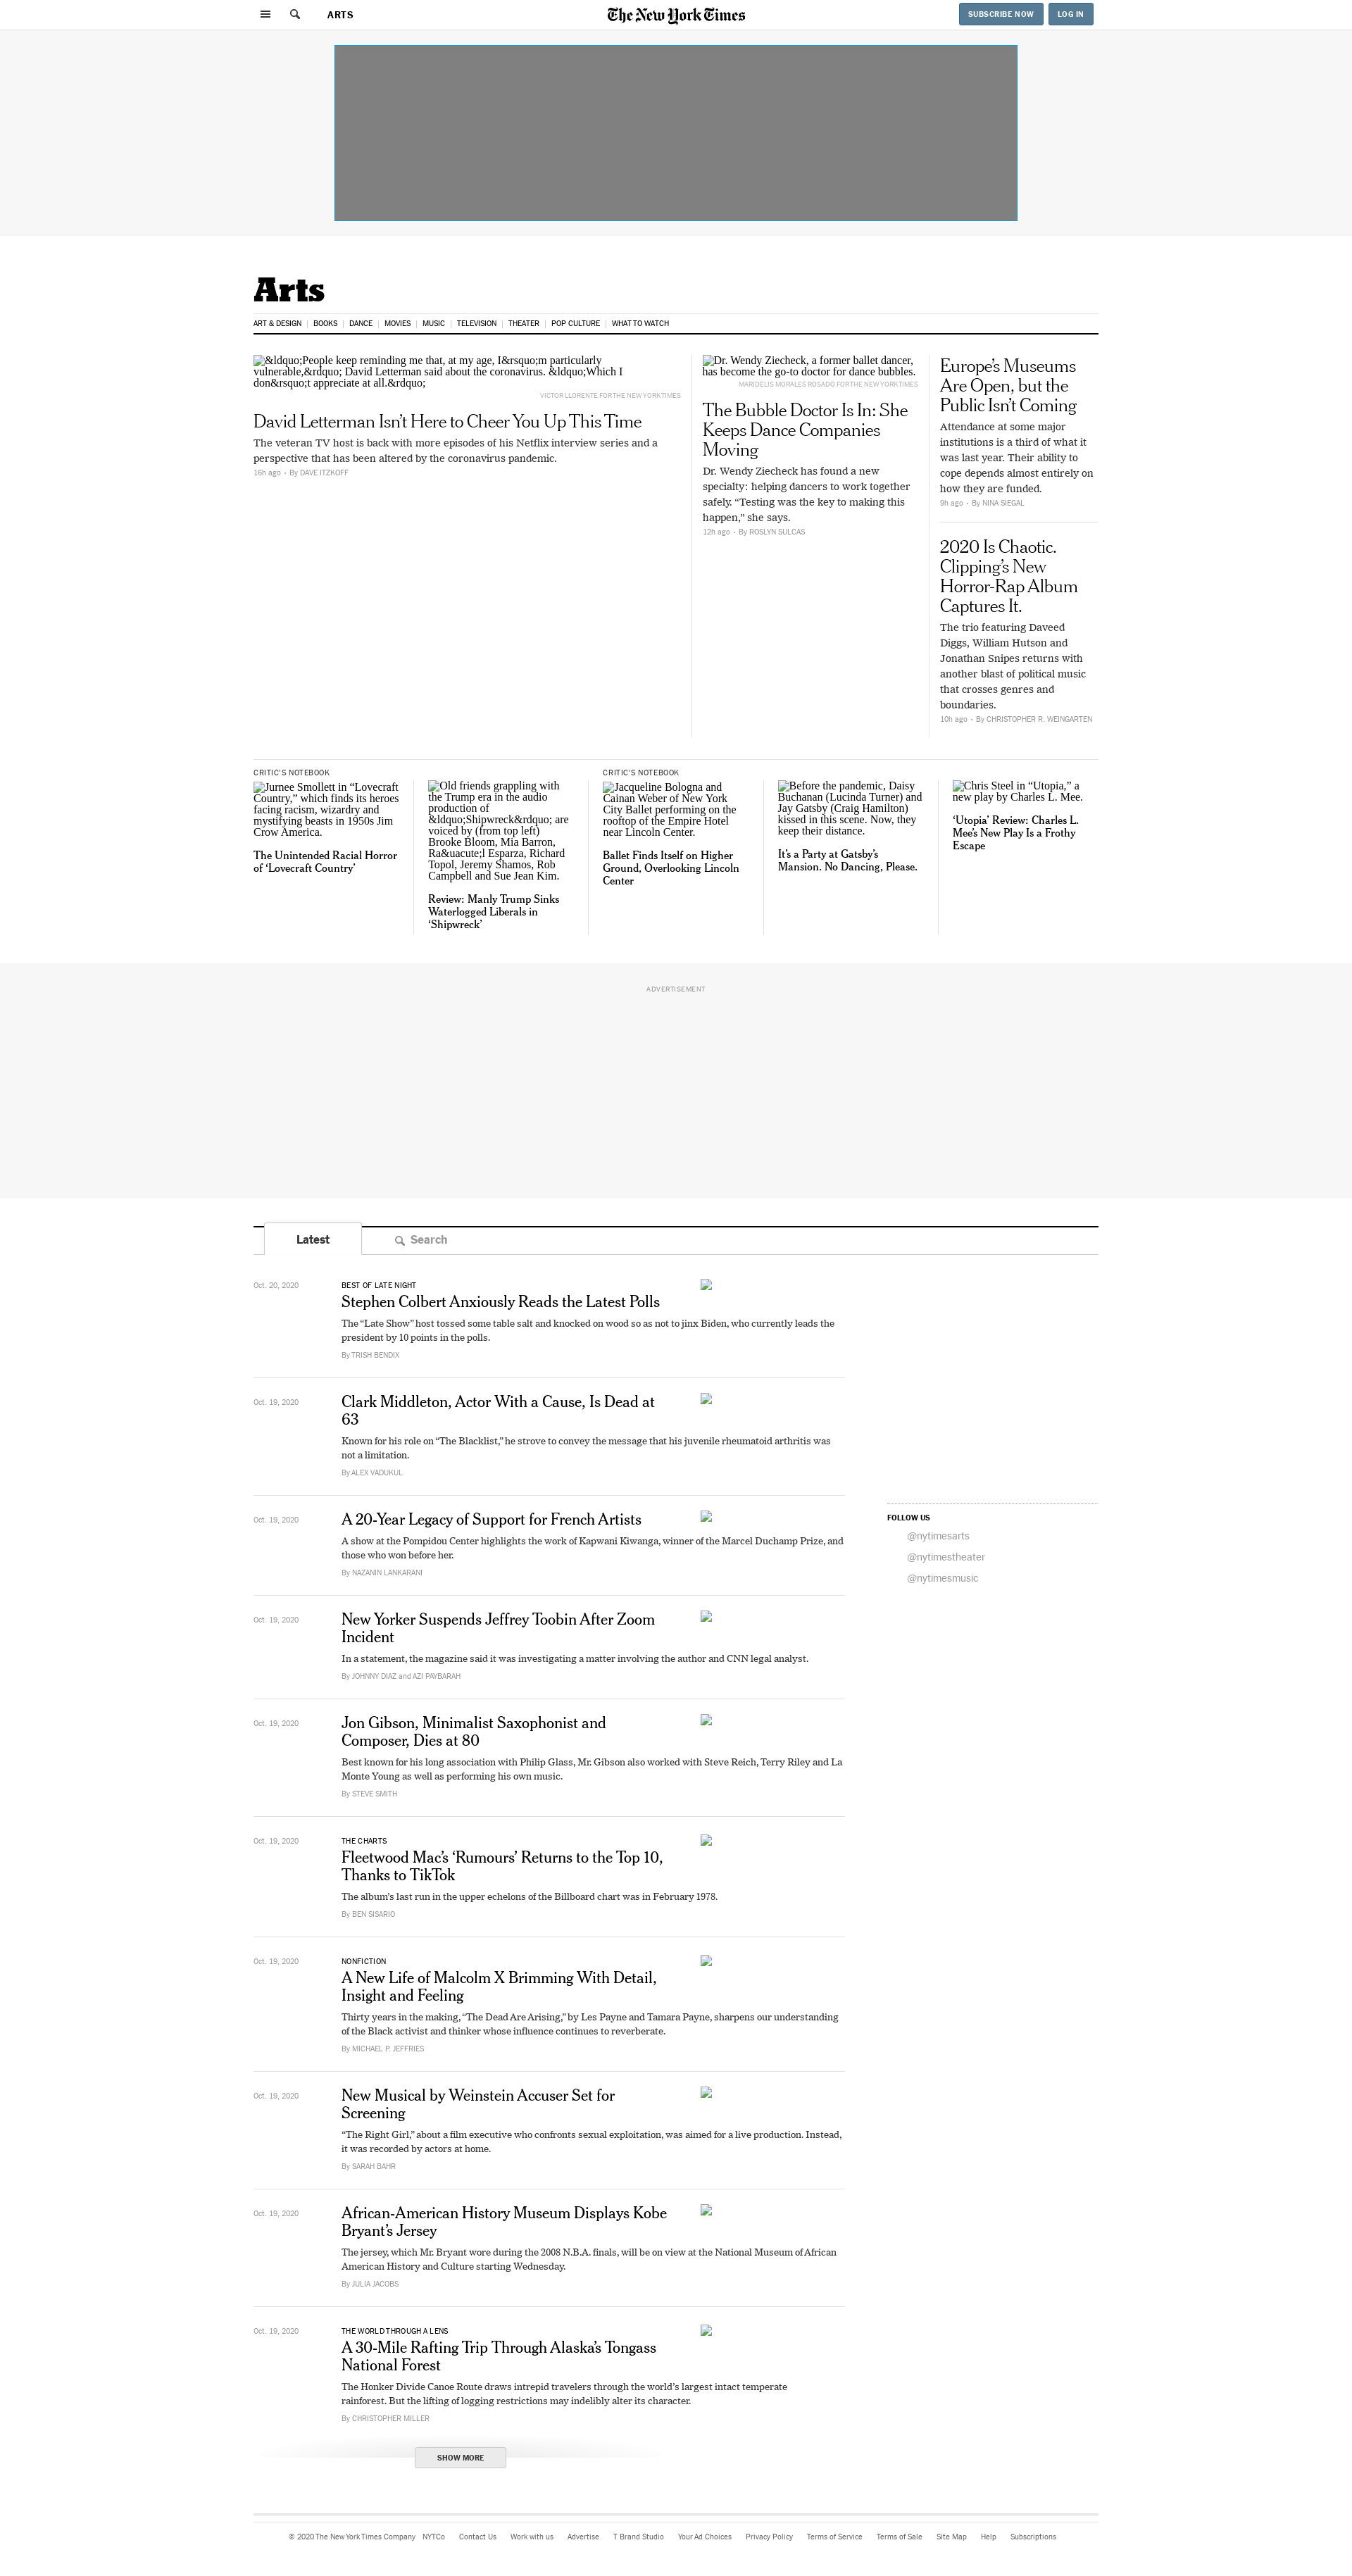 ARTS
The New York Times
SUBSCRIBE NOW
LOG IN
Arts
ART & DESIGN
BOOKS
DANCE
MOVIES
MUSIC
TELEVISION
THEATER
POP CULTURE
WHAT TO WATCH
&ldquo;People keep reminding me that, at my age, I&rsquo;m particularly
vulnerable,&rdquo; David Letterman said about the coronavirus. &ldquo;Which I
don&rsquo;t appreciate at all.&rdquo;
VICTOR LLORENTE FOR THE NEW YORK TIMES
David Letterman Isn’t Here to Cheer You Up This Time
The veteran TV host is back with more episodes of his Netflix interview series and a
perspective that has been altered by the coronavirus pandemic.
16h ago • By DAVE ITZKOFF
Dr. Wendy Ziecheck, a former ballet dancer,
has become the go-to doctor for dance bubbles.
MARIDELIS MORALES ROSADO FOR THE NEW YORK TIMES
The Bubble Doctor Is In: She
Keeps Dance Companies
Moving
Dr. Wendy Ziecheck has found a new
specialty: helping dancers to work together
safely. “Testing was the key to making this
happen,” she says.
12h ago • By ROSLYN SULCAS
Europe’s Museums
Are Open, but the
Public Isn’t Coming
Attendance at some major
institutions is a third of what it
was last year. Their ability to
cope depends almost entirely on
how they are funded.
9h ago • By NINA SIEGAL
2020 Is Chaotic.
Clipping’s New
Horror-Rap Album
Captures It.
The trio featuring Daveed
Diggs, William Hutson and
Jonathan Snipes returns with
another blast of political music
that crosses genres and
boundaries.
10h ago • By CHRISTOPHER R. WEINGARTEN
CRITIC’S NOTEBOOK
Jurnee Smollett in “Lovecraft
Country,” which finds its heroes
facing racism, wizardry and
mystifying beasts in 1950s Jim
Crow America.
The Unintended Racial Horror
of ‘Lovecraft Country’
Old friends grappling with
the Trump era in the audio
production of
&ldquo;Shipwreck&rdquo; are
voiced by (from top left)
Brooke Bloom, Mia Barron,
Ra&uacute;l Esparza, Richard
Topol, Jeremy Shamos, Rob
Campbell and Sue Jean Kim.
Review: Manly Trump Sinks
Waterlogged Liberals in
‘Shipwreck’
CRITIC’S NOTEBOOK
Jacqueline Bologna and
Cainan Weber of New York
City Ballet performing on the
rooftop of the Empire Hotel
near Lincoln Center.
Ballet Finds Itself on Higher
Ground, Overlooking Lincoln
Center
Before the pandemic, Daisy
Buchanan (Lucinda Turner) and
Jay Gatsby (Craig Hamilton)
kissed in this scene. Now, they
keep their distance.
It’s a Party at Gatsby’s
Mansion. No Dancing, Please.
Chris Steel in “Utopia,” a
new play by Charles L. Mee.
‘Utopia’ Review: Charles L.
Mee’s New Play Is a Frothy
Escape
ADVERTISEMENT
Latest
Search
Oct. 20, 2020
BEST OF LATE NIGHT
Stephen Colbert Anxiously Reads the Latest Polls
The “Late Show” host tossed some table salt and knocked on wood so as not to jinx Biden, who currently leads the
president by 10 points in the polls.
By TRISH BENDIX
Oct. 19, 2020
Clark Middleton, Actor With a Cause, Is Dead at
63
Known for his role on “The Blacklist,” he strove to convey the message that his juvenile rheumatoid arthritis was
not a limitation.
By ALEX VADUKUL
Oct. 19, 2020
A 20-Year Legacy of Support for French Artists
A show at the Pompidou Center highlights the work of Kapwani Kiwanga, winner of the Marcel Duchamp Prize, and
those who won before her.
By NAZANIN LANKARANI
Oct. 19, 2020
New Yorker Suspends Jeffrey Toobin After Zoom
Incident
In a statement, the magazine said it was investigating a matter involving the author and CNN legal analyst.
By JOHNNY DIAZ and AZI PAYBARAH
Oct. 19, 2020
Jon Gibson, Minimalist Saxophonist and
Composer, Dies at 80
Best known for his long association with Philip Glass, Mr. Gibson also worked with Steve Reich, Terry Riley and La
Monte Young as well as performing his own music.
By STEVE SMITH
Oct. 19, 2020
THE CHARTS
Fleetwood Mac’s ‘Rumours’ Returns to the Top 10,
Thanks to TikTok
The album’s last run in the upper echelons of the Billboard chart was in February 1978.
By BEN SISARIO
Oct. 19, 2020
NONFICTION
A New Life of Malcolm X Brimming With Detail,
Insight and Feeling
Thirty years in the making, “The Dead Are Arising,” by Les Payne and Tamara Payne, sharpens our understanding
of the Black activist and thinker whose influence continues to reverberate.
By MICHAEL P. JEFFRIES
Oct. 19, 2020
New Musical by Weinstein Accuser Set for
Screening
“The Right Girl,” about a film executive who confronts sexual exploitation, was aimed for a live production. Instead,
it was recorded by actors at home.
By SARAH BAHR
Oct. 19, 2020
African-American History Museum Displays Kobe
Bryant’s Jersey
The jersey, which Mr. Bryant wore during the 2008 N.B.A. finals, will be on view at the National Museum of African
American History and Culture starting Wednesday.
By JULIA JACOBS
Oct. 19, 2020
THE WORLD THROUGH A LENS
A 30-Mile Rafting Trip Through Alaska’s Tongass
National Forest
The Honker Divide Canoe Route draws intrepid travelers through the world’s largest intact temperate
rainforest. But the lifting of logging restrictions may indelibly alter its character.
By CHRISTOPHER MILLER
SHOW MORE
FOLLOW US
@nytimesarts
@nytimestheater
@nytimesmusic
© 2020 The New York Times Company NYTCo Contact Us Work with us Advertise T Brand Studio Your Ad Choices Privacy Policy Terms of Service Terms of Sale Site Map Help Subscriptions